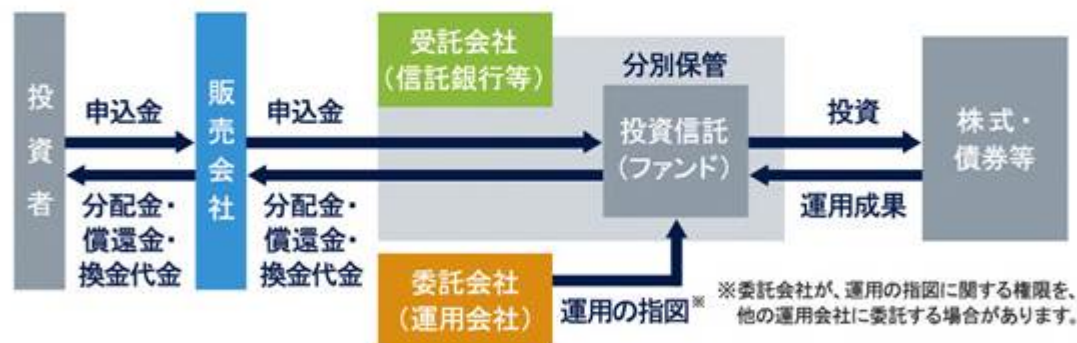 投資者
申込金
分配金・
償還金・
換金代金
販売会社
申込金
分配金・
償還金・
換金代金
受託会社
（信託銀行等）
分別保管
投資信託
（ファンド）
委託会社
（運用会社）
運用の指図※
投資
運用成果
株式・
債券等
※委託会社が、運用の指図に関する権限を、
他の運用会社に委託する場合があります。